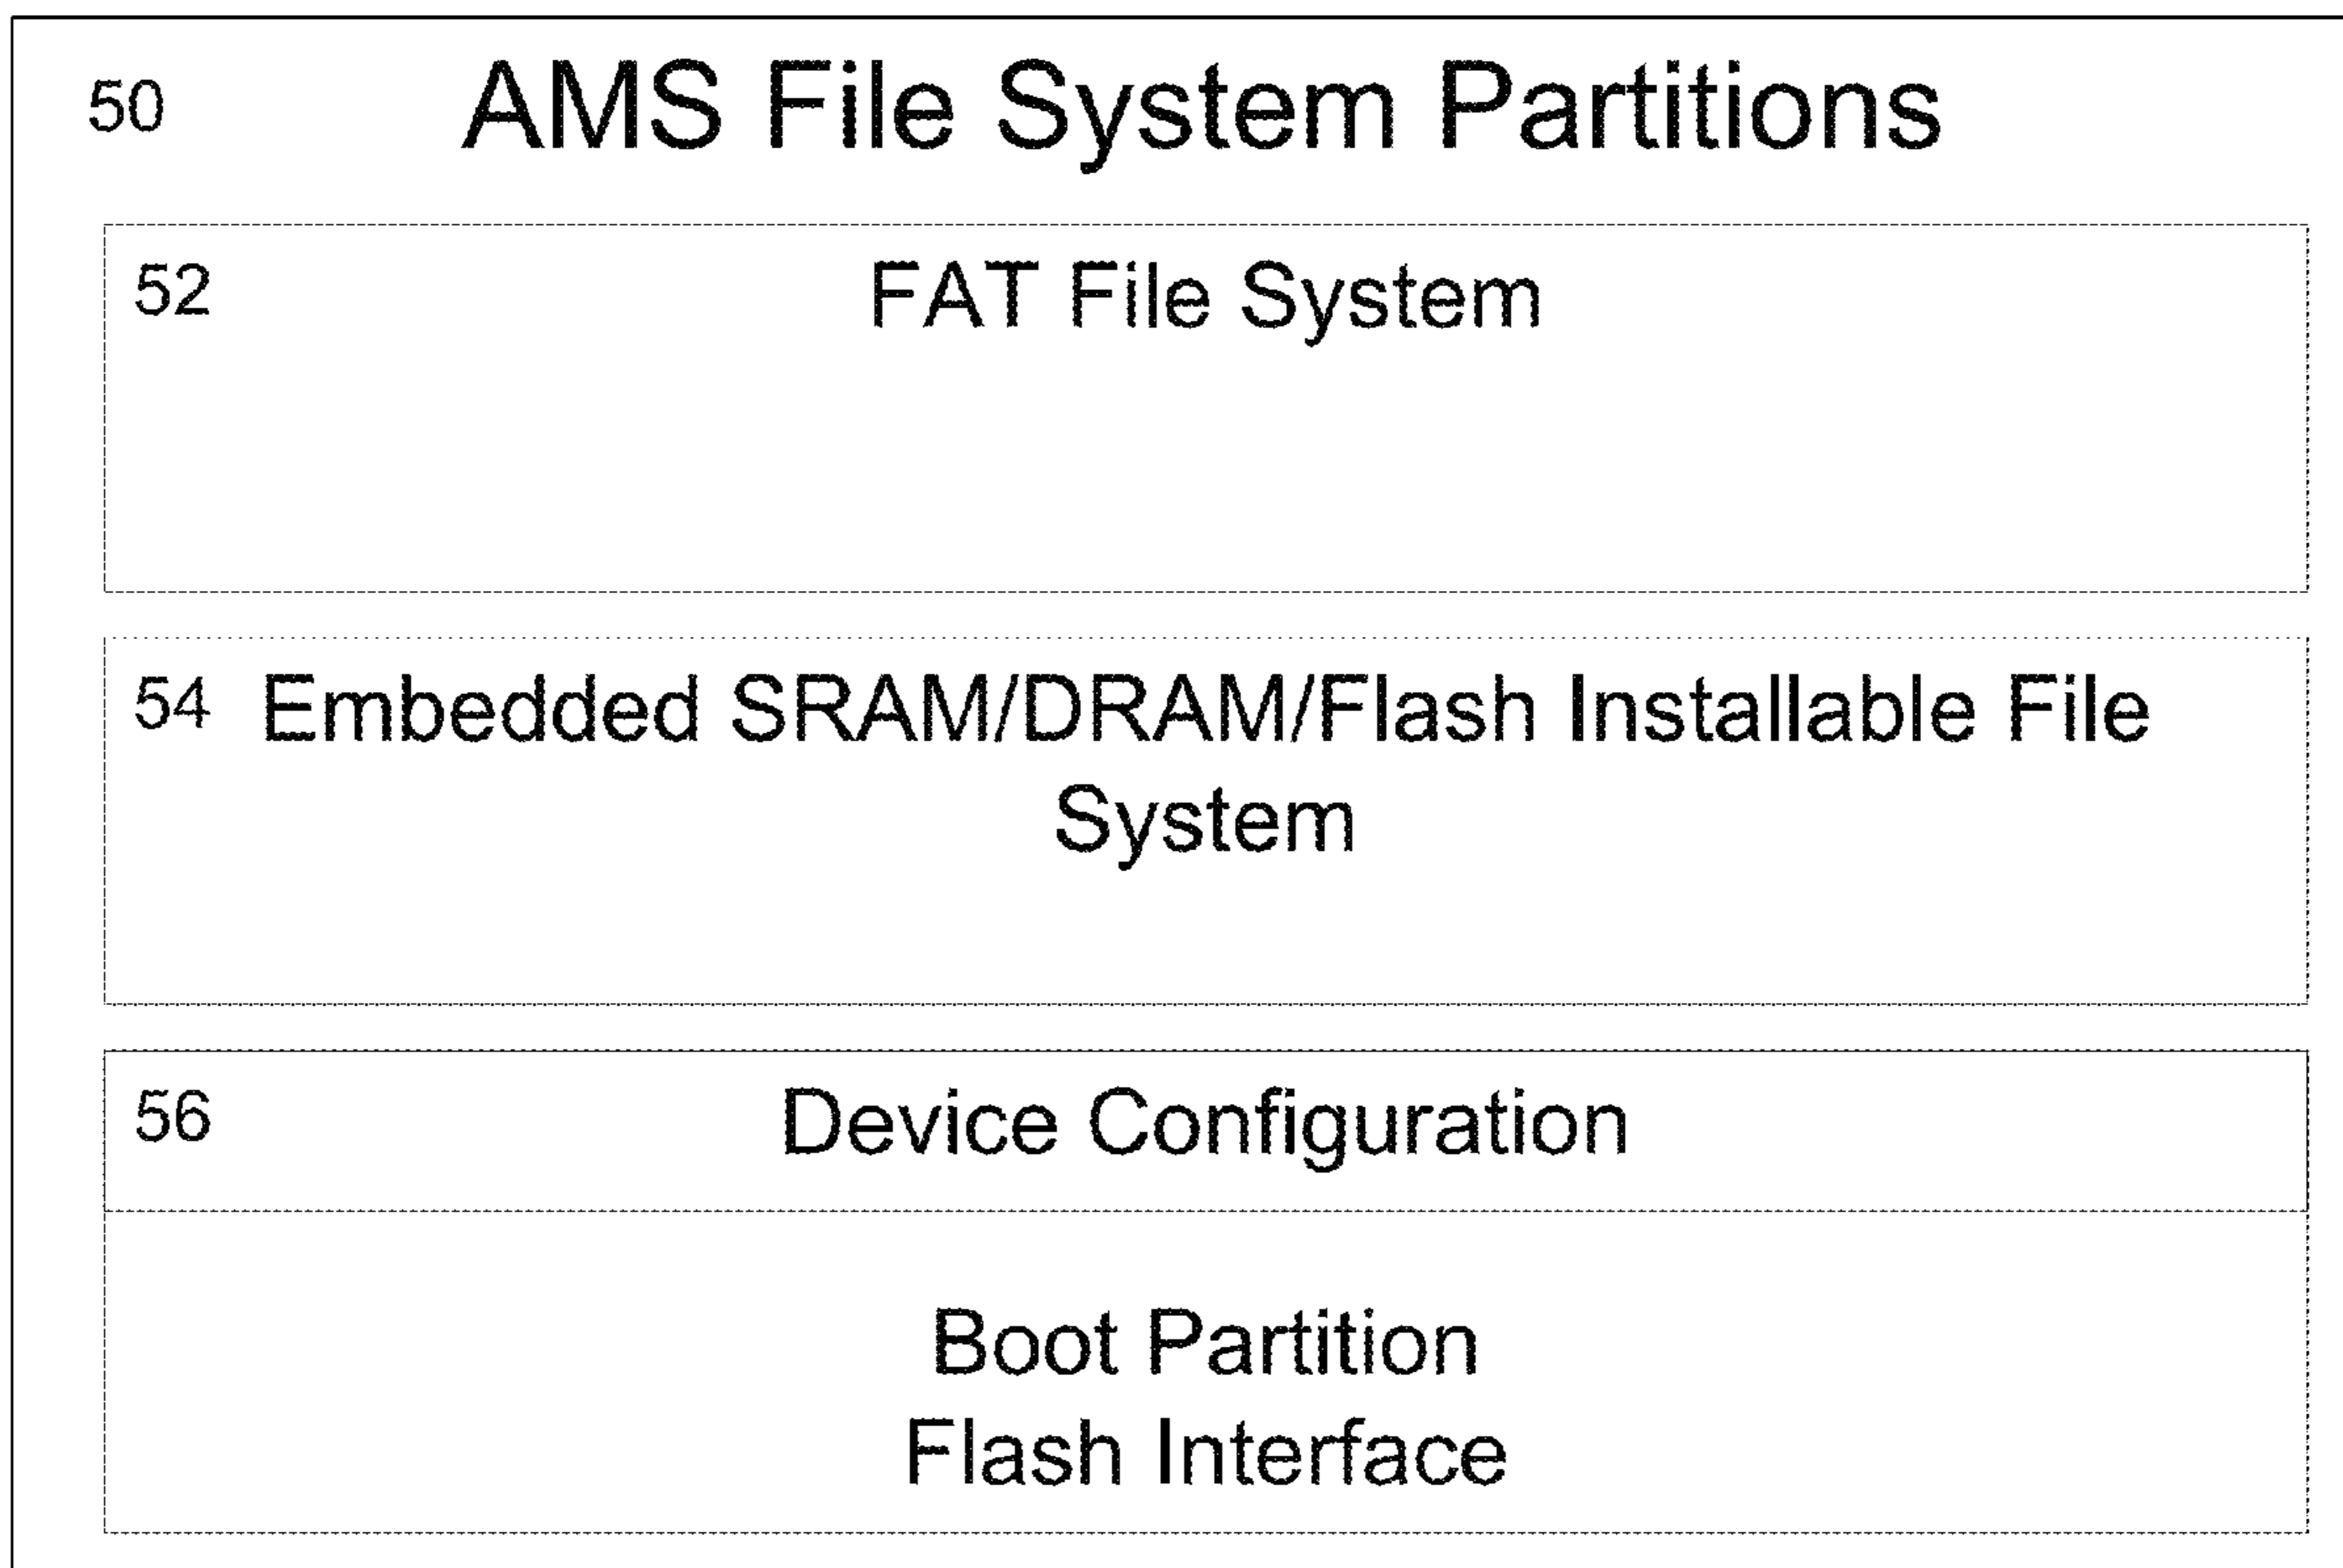 50 AMS File System Partitions
52 FAT File System
54 Embedded SRAM/DRAM/Flash Installable File
System
56 Device Configuration
Boot Partition
Flash Interface